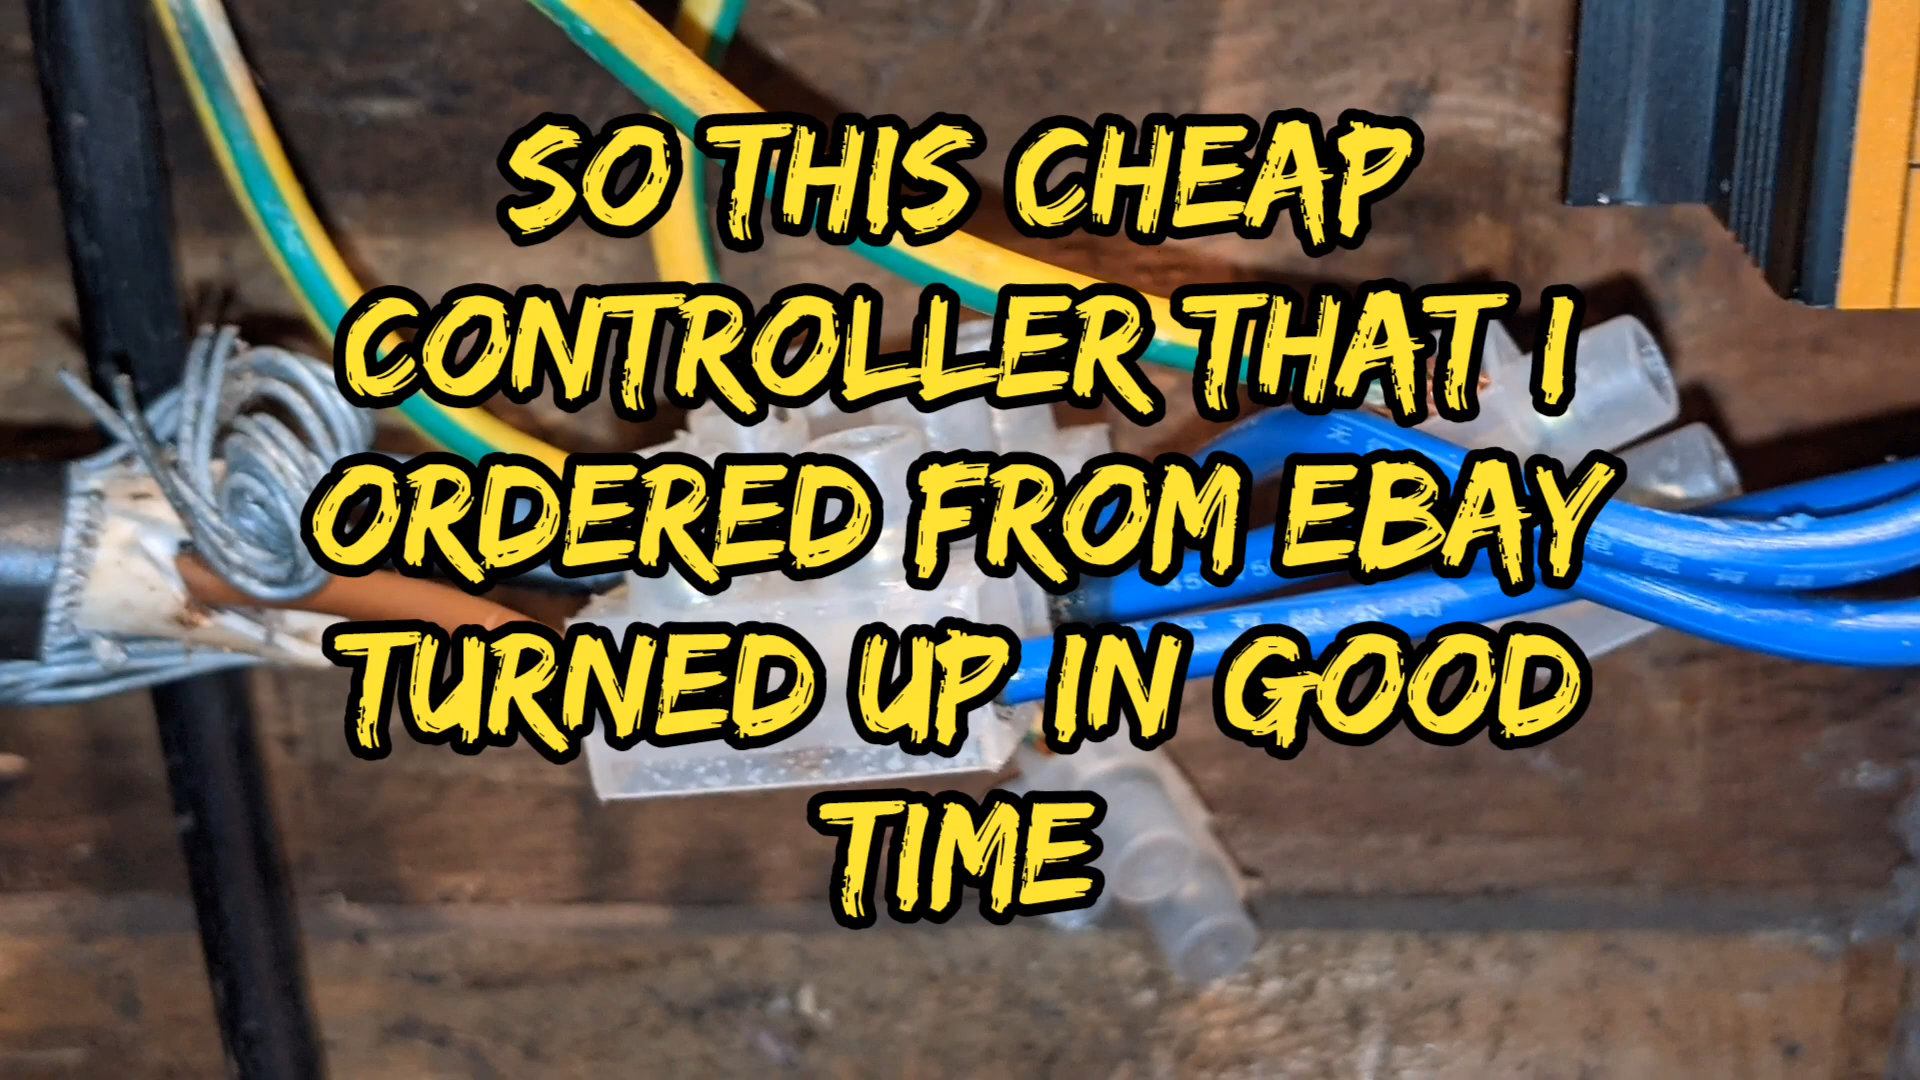 SO THIS CHEAP
CONTROLLER THAT I
ORDERED FROM EBAY
TURNED UP IN GOOD
TIME